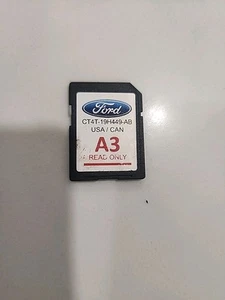 Ford
CT4T-19H449-AB
USA / CAN
A3
READ ONLY